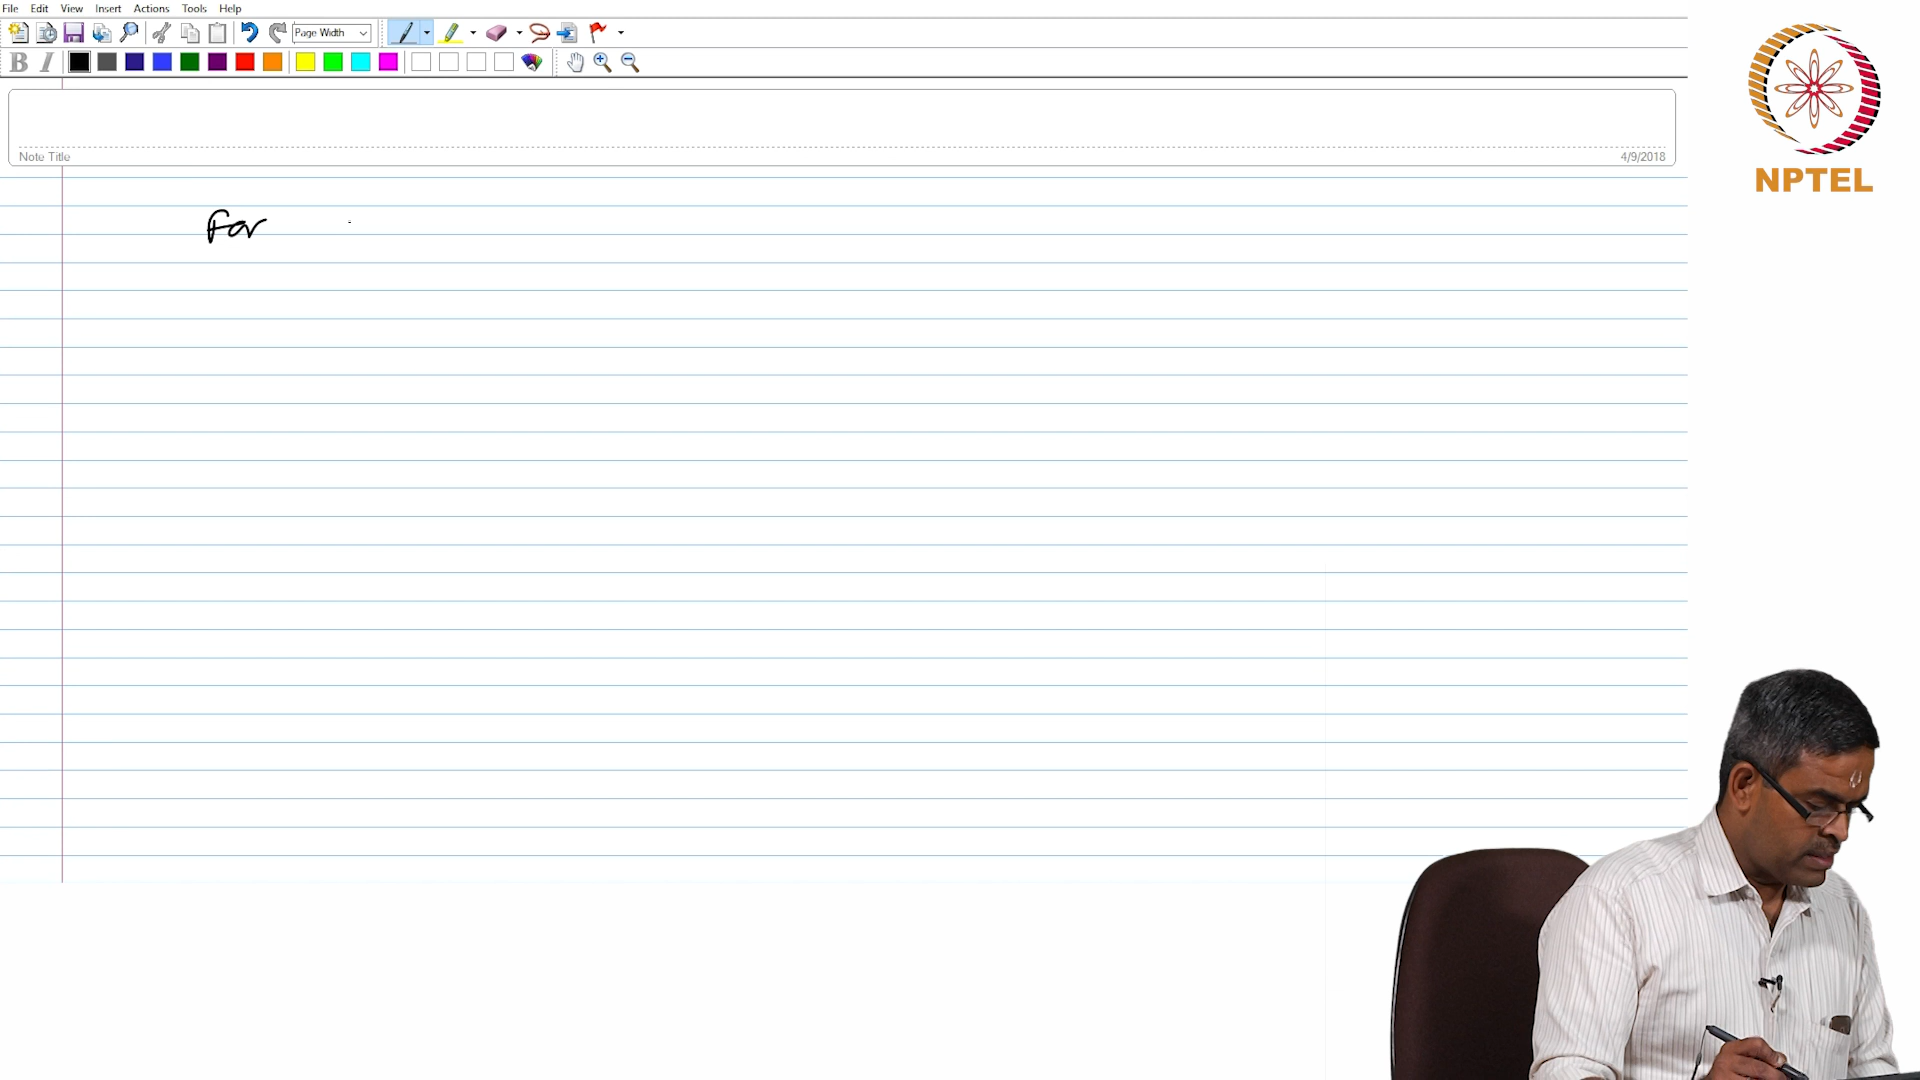 File Edit View Insert Actions Tools Help
Page Width
B I
Note Title
4/9/2018
For
NPTEL